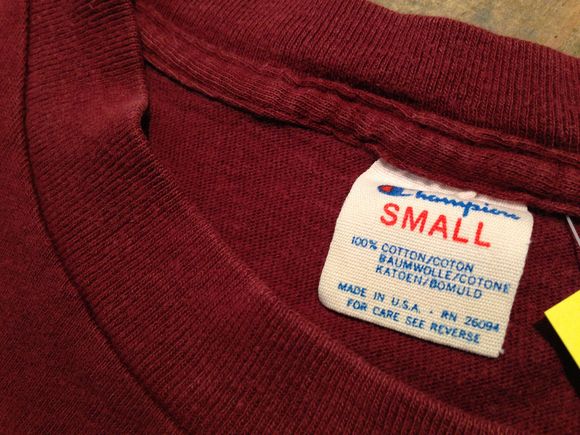 Champion
SMALL
100% COTTON/COTON
BAUMWOLLE/COTONE
KATOEN/BOMULD
MADE IN U.S.A. - RN 26094
FOR CARE SEE REVERSE